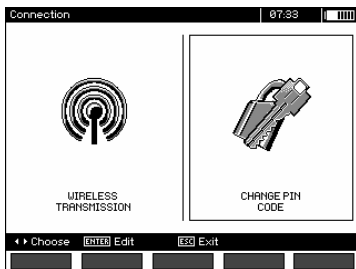 Connection 07:33
WIRELESS
TRANSMISSION
CHANGE PIN
CODE
Choose ENTER Edit ESC Exit